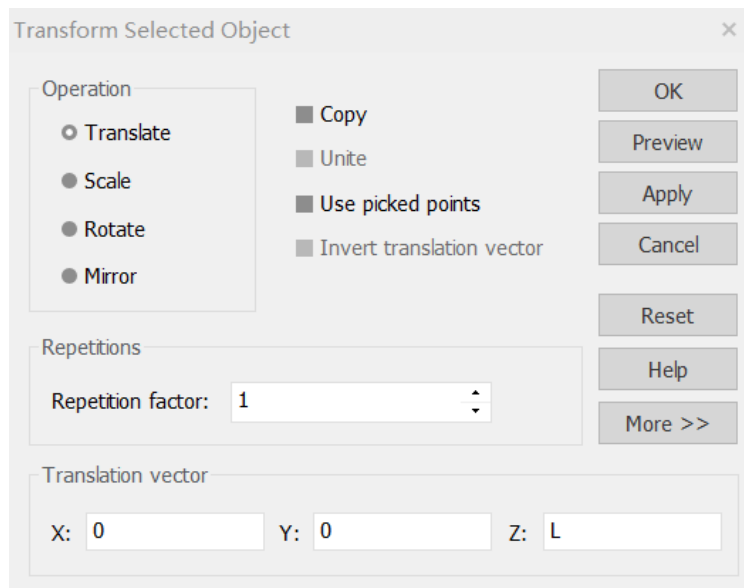 Transform Selected Object
Operation
Translate
Scale
Rotate
Mirror
Copy
Unite
Use picked points
Invert translation vector
OK
Preview
Apply
Cancel
Reset
Help
More >>
Repetitions
Repetition factor: 1
Translation vector
X: 0 Y: 0 Z: L